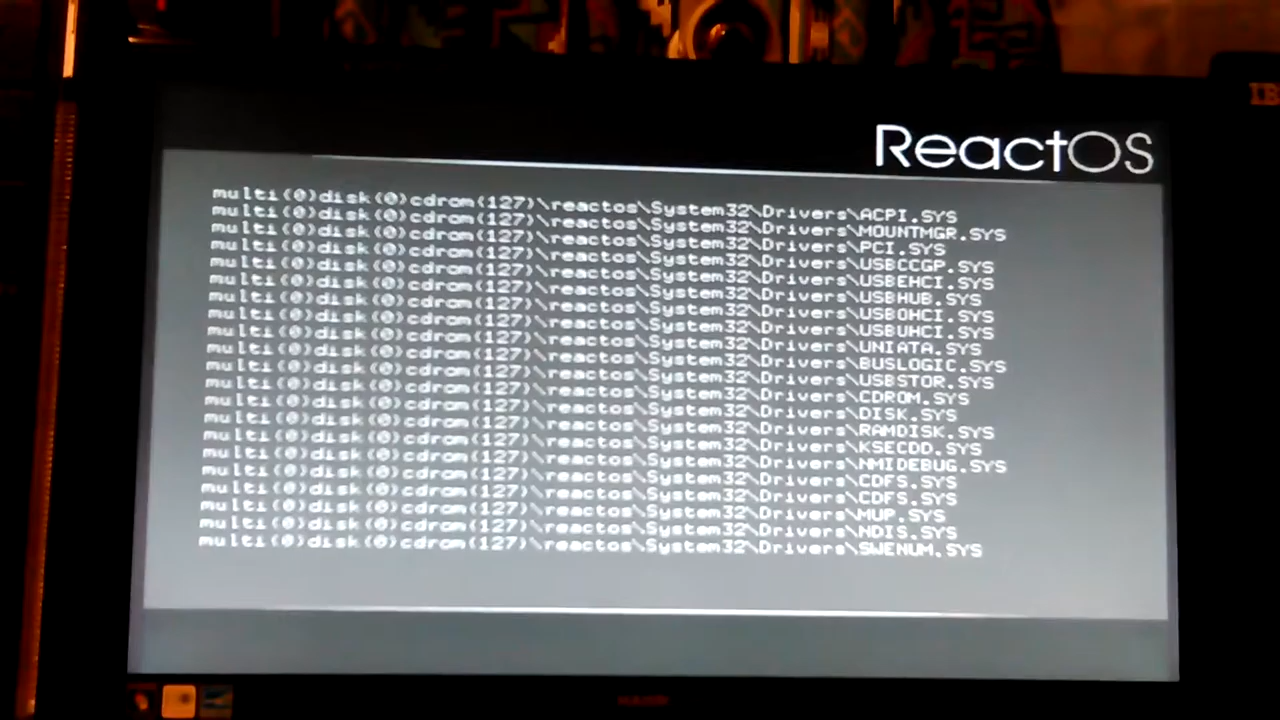 IB
ReactOS
multi(0)disk(0)cdrom(127)\reactos\System32\Drivers\ACPI.SYS
multi(0)disk(0)cdrom(127)\reactos\System32\Drivers\MOUNTMGR.SYS
multi(0)disk(0)cdrom(127)\reactos\System32\Drivers\PCI.SYS
multi(0)disk(0)cdrom(127)\reactos\System32\Drivers\USBCCGP.SYS
multi(0)disk(0)cdrom(127)\reactos\System32\Drivers\USBEHCI.SYS
multi(0)disk(0)cdrom(127)\reactos\System32\Drivers\USBHUB.SYS
multi(0)disk(0)cdrom(127)\reactos\System32\Drivers\USBOHCI.SYS
multi(0)disk(0)cdrom(127)\reactos\System32\Drivers\USBUHCI.SYS
multi(0)disk(0)cdrom(127)\reactos\System32\Drivers\UNIATA.SYS
multi(0)disk(0)cdrom(127)\reactos\System32\Drivers\BUSLOGIC.SYS
multi(0)disk(0)cdrom(127)\reactos\System32\Drivers\USBSTOR.SYS
multi(0)disk(0)cdrom(127)\reactos\System32\Drivers\CDROM.SYS
multi(0)disk(0)cdrom(127)\reactos\System32\Drivers\DISK.SYS
multi(0)disk(0)cdrom(127)\reactos\System32\Drivers\RAMDISK.SYS
multi(0)disk(0)cdrom(127)\reactos\System32\Drivers\KSECDD.SYS
multi(0)disk(0)cdrom(127)\reactos\System32\Drivers\NMIDEBUG.SYS
multi(0)disk(0)cdrom(127)\reactos\System32\Drivers\CDFS.SYS
multi(0)disk(0)cdrom(127)\reactos\System32\Drivers\CDFS.SYS
multi(0)disk(0)cdrom(127)\reactos\System32\Drivers\MUP.SYS
multi(0)disk(0)cdrom(127)\reactos\System32\Drivers\NDIS.SYS
multi(0)disk(0)cdrom(127)\reactos\System32\Drivers\SWENUM.SYS